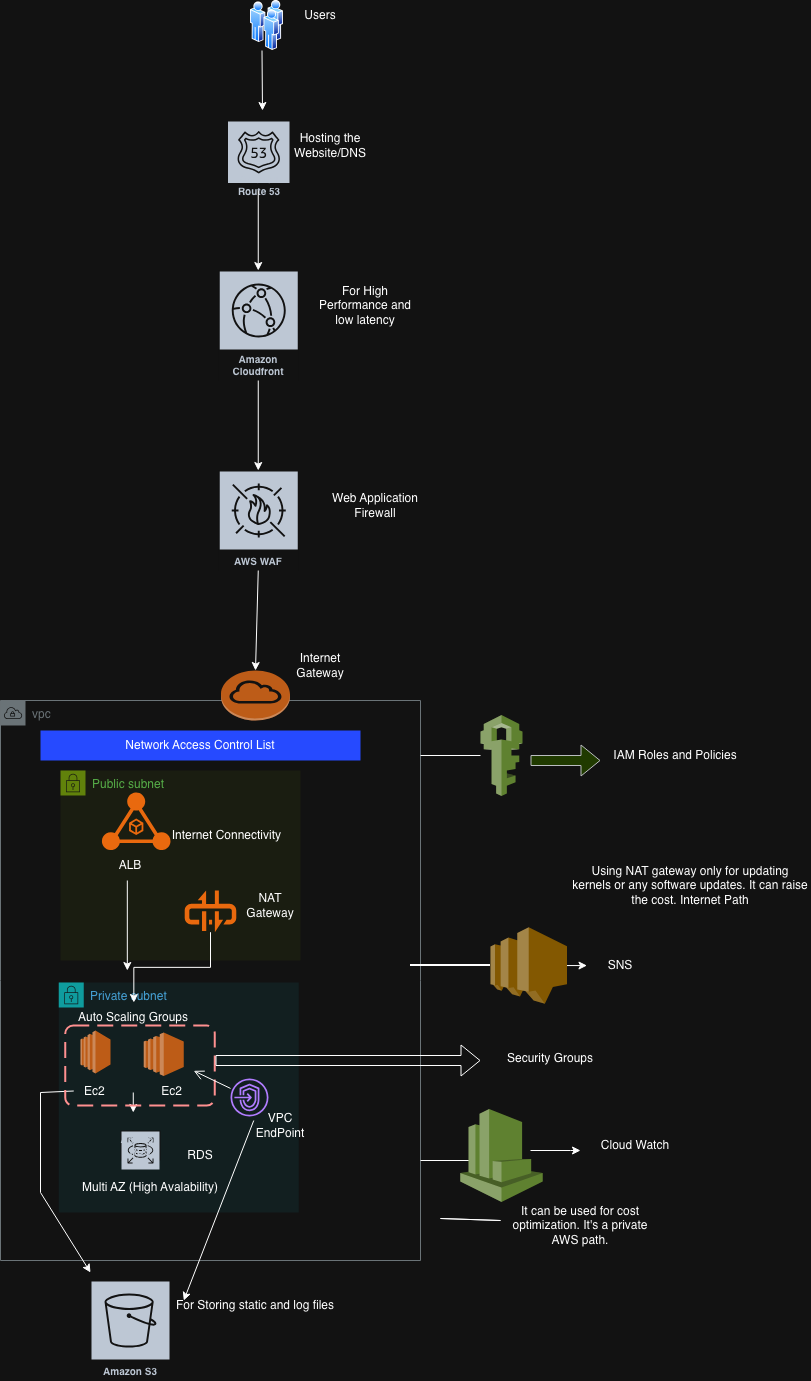 Users
Hosting the
Website/DNS
53
Route 53
For High
Performance and
low latency
Amazon
Cloudfront
Web Application
Firewall
AWS WAF
Internet
Gateway
vpc
Network Access Control List
Public subnet
Internet Connectivity
ALB
NAT
Gateway
IAM Roles and Policies
Using NAT gateway only for updating
kernels or any software updates. It can raise
the cost. Internet Path
SNS
Private subnet
Auto Scaling Groups
Ec2
Ec2
Security Groups
VPC
EndPoint
RDS
Multi AZ (High Avalability)
Cloud Watch
It can be used for cost
optimization. It's a private
AWS path.
For Storing static and log files
Amazon S3